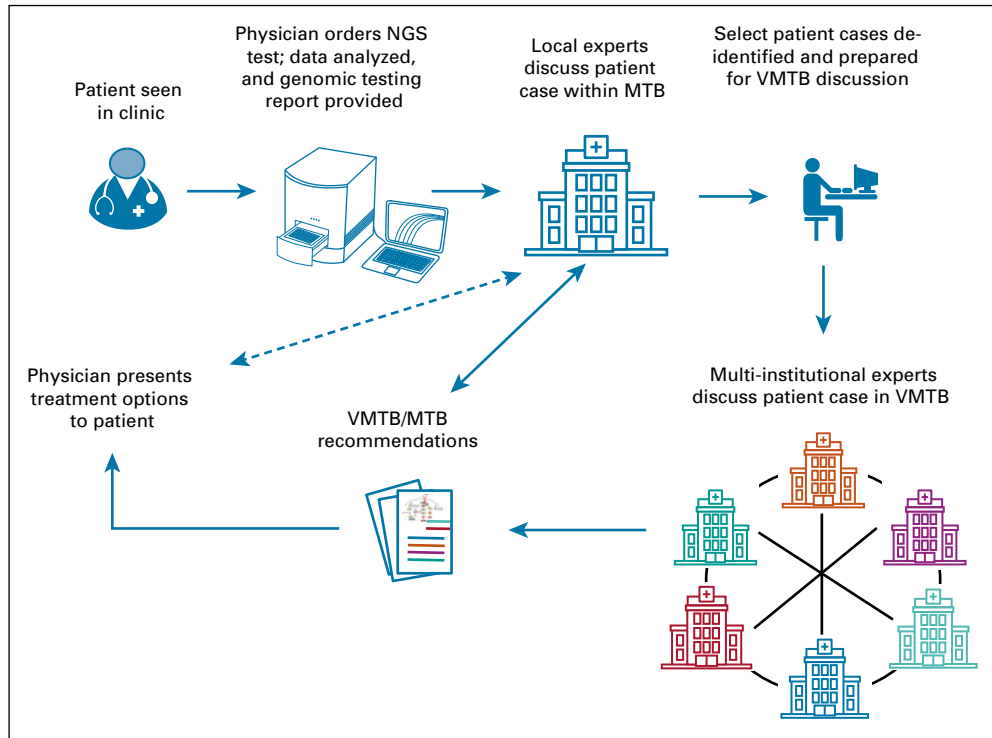 Patient seen
in clinic
Physician orders NGS
test; data analyzed,
and genomic testing
report provided
Local experts
discuss patient
case within MTB
Select patient cases de-
identified and prepared
for VMTB discussion
Multi-institutional experts
discuss patient case in VMTB
VMTB/MTB
recommendations
Physician presents
treatment options
to patient